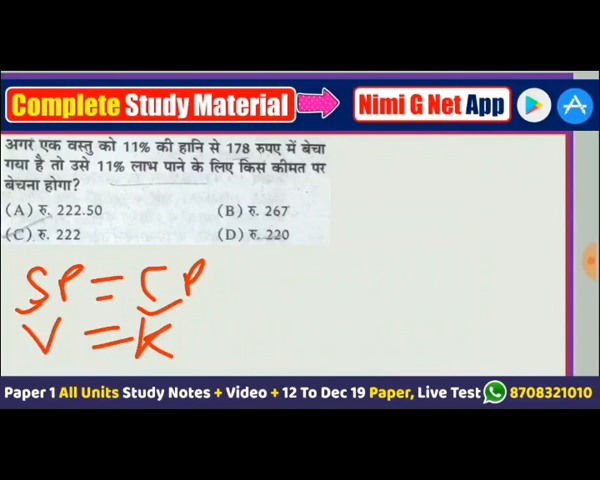 Complete Study Material Nimi G Net App
अगर एक वस्तु को 11% की हानि से 178 रुपए में बेचा
गया है तो उसे 11% लाभ पाने के लिए किस कीमत पर
बेचना होगा?
(A) रु. 222.50 (B) रु. 267
(C) रु. 222 (D) रु. 220
SP = CP
V = K
Paper 1 All Units Study Notes + Video + 12 To Dec 19 Paper, Live Test 8708321010